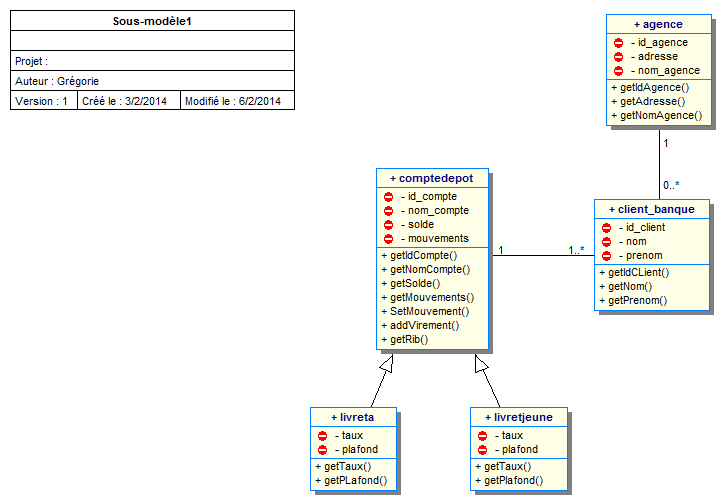 Sous-modèle1
Projet :
Auteur : Grégorie
Version : 1 Créé le : 3/2/2014 Modifié le : 6/2/2014
+ agence
- id_agence
- adresse
- nom_agence
+ getIdAgence()
+ getAdresse()
+ getNomAgence()
1
0..*
+ client_banque
- id_client
- nom
- prenom
+ getIdCLient()
+ getNom()
+ getPrenom()
1 1..*
+ comptedepot
- id_compte
- nom_compte
- solde
- mouvements
+ getIdCompte()
+ getNomCompte()
+ getSolde()
+ getMouvements()
+ SetMouvement()
+ addVirement()
+ getRib()
+ livreta
- taux
- plafond
+ getTaux()
+ getPLafond()
+ livretjeune
- taux
- plafond
+ getTaux()
+ getPlafond()